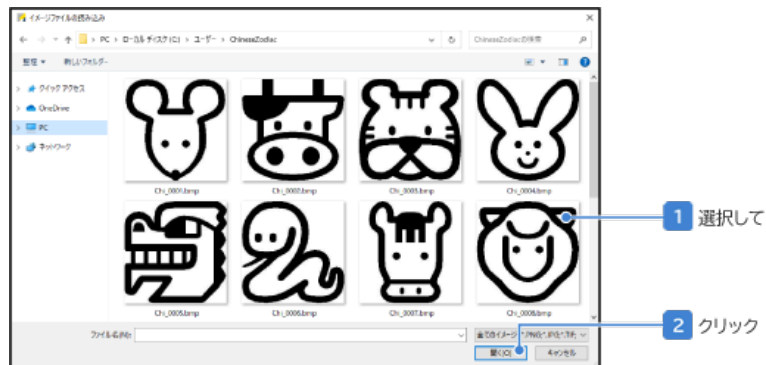 イメージファイルの読み込み
PC › ローカル ディスク (C:) › ユーザー › ChineseZodiac
ChineseZodiacの検索
整理 新しいフォルダー
クイック アクセス
OneDrive
PC
ネットワーク
Chi_0001.bmp Chi_0002.bmp Chi_0003.bmp Chi_0004.bmp
1 選択して
Chi_0005.bmp Chi_0006.bmp Chi_0007.bmp Chi_0008.bmp
ファイル名(N):
開く(O) キャンセル
2 クリック